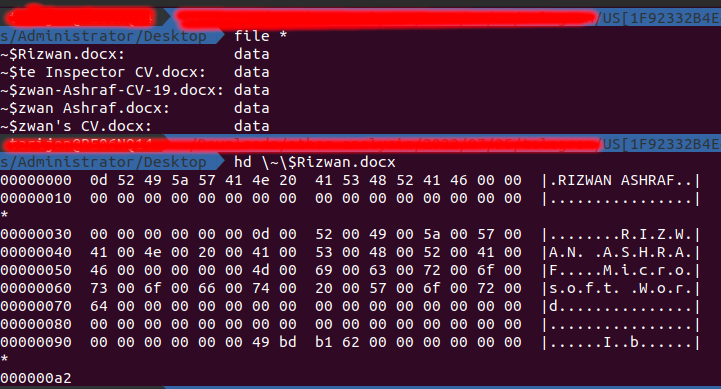 /US[1F92332B4E
s/Administrator/Desktop file *
~$Rizwan.docx: data
~$te Inspector CV.docx: data
~$zwan-Ashraf-CV-19.docx: data
~$zwan Ashraf.docx: data
~$zwan's CV.docx: data
/US[1F92332B4E
s/Administrator/Desktop hd \~\$Rizwan.docx
00000000 0d 52 49 5a 57 41 4e 20 41 53 48 52 41 46 00 00 |.RIZWAN ASHRAF..|
00000010 00 00 00 00 00 00 00 00 00 00 00 00 00 00 00 00 |................|
*
00000030 00 00 00 00 00 00 0d 00 52 00 49 00 5a 00 57 00 |........R.I.Z.W.|
00000040 41 00 4e 00 20 00 41 00 53 00 48 00 52 00 41 00 |A.N. .A.S.H.R.A.|
00000050 46 00 00 00 00 00 4d 00 69 00 63 00 72 00 6f 00 |F.....M.i.c.r.o.|
00000060 73 00 6f 00 66 00 74 00 20 00 57 00 6f 00 72 00 |s.o.f.t. .W.o.r.|
00000070 64 00 00 00 00 00 00 00 00 00 00 00 00 00 00 00 |d...............|
00000080 00 00 00 00 00 00 00 00 00 00 00 00 00 00 00 00 |................|
00000090 00 00 00 00 00 00 49 bd b1 62 00 00 00 00 00 00 |......I..b......|
*
000000a2